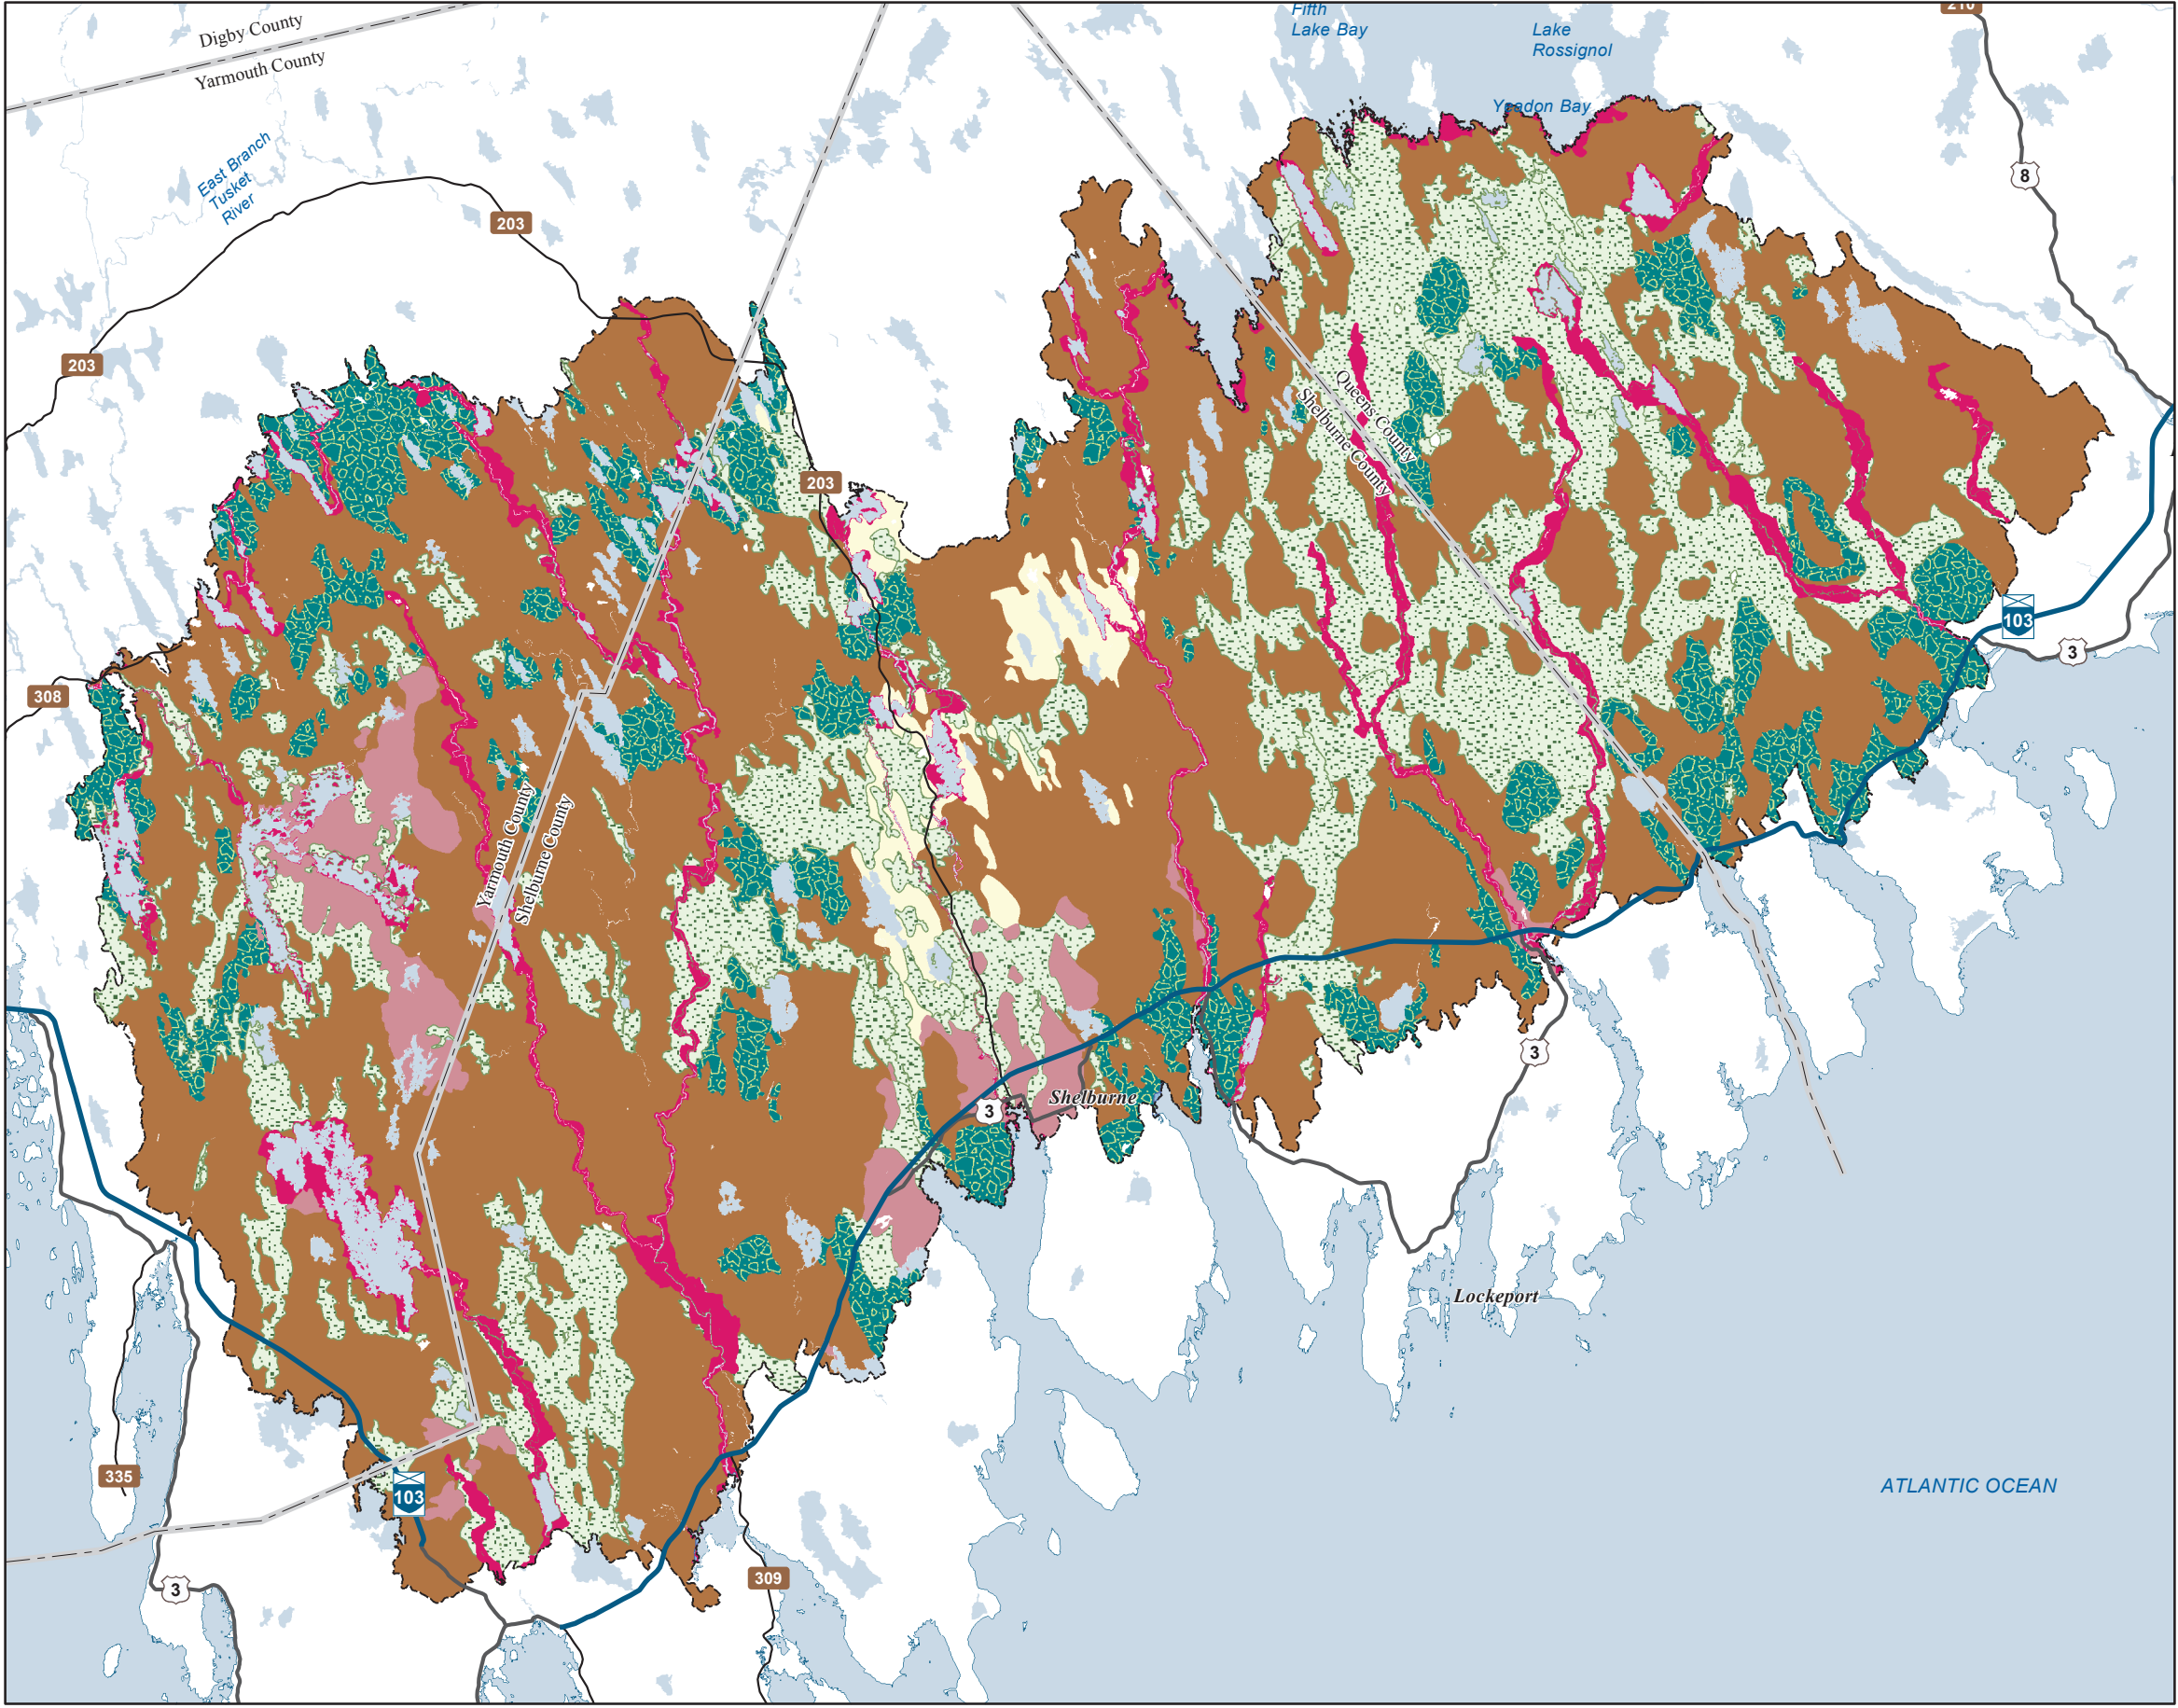 Fifth
Lake Bay
Lake
Rossignol
210
Digby County
Yarmouth County
Yeadon Bay
8
East Branch
Tusket
River
203
203
Queens County
Shelburne County
203
103
3
308
Yarmouth County
Shelburne County
3
Shelburne
3
Lockeport
335
103
ATLANTIC OCEAN
309
3